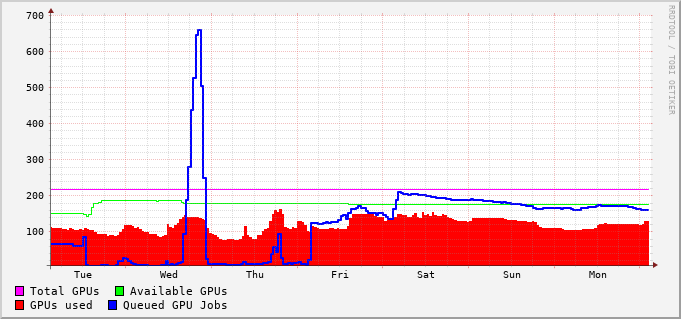 700
600
500
400
300
200
100
Tue Wed Thu Fri Sat Sun Mon
Total GPUs Available GPUs
GPUs used Queued GPU Jobs
RRDTOOL / TOBI OETIKER